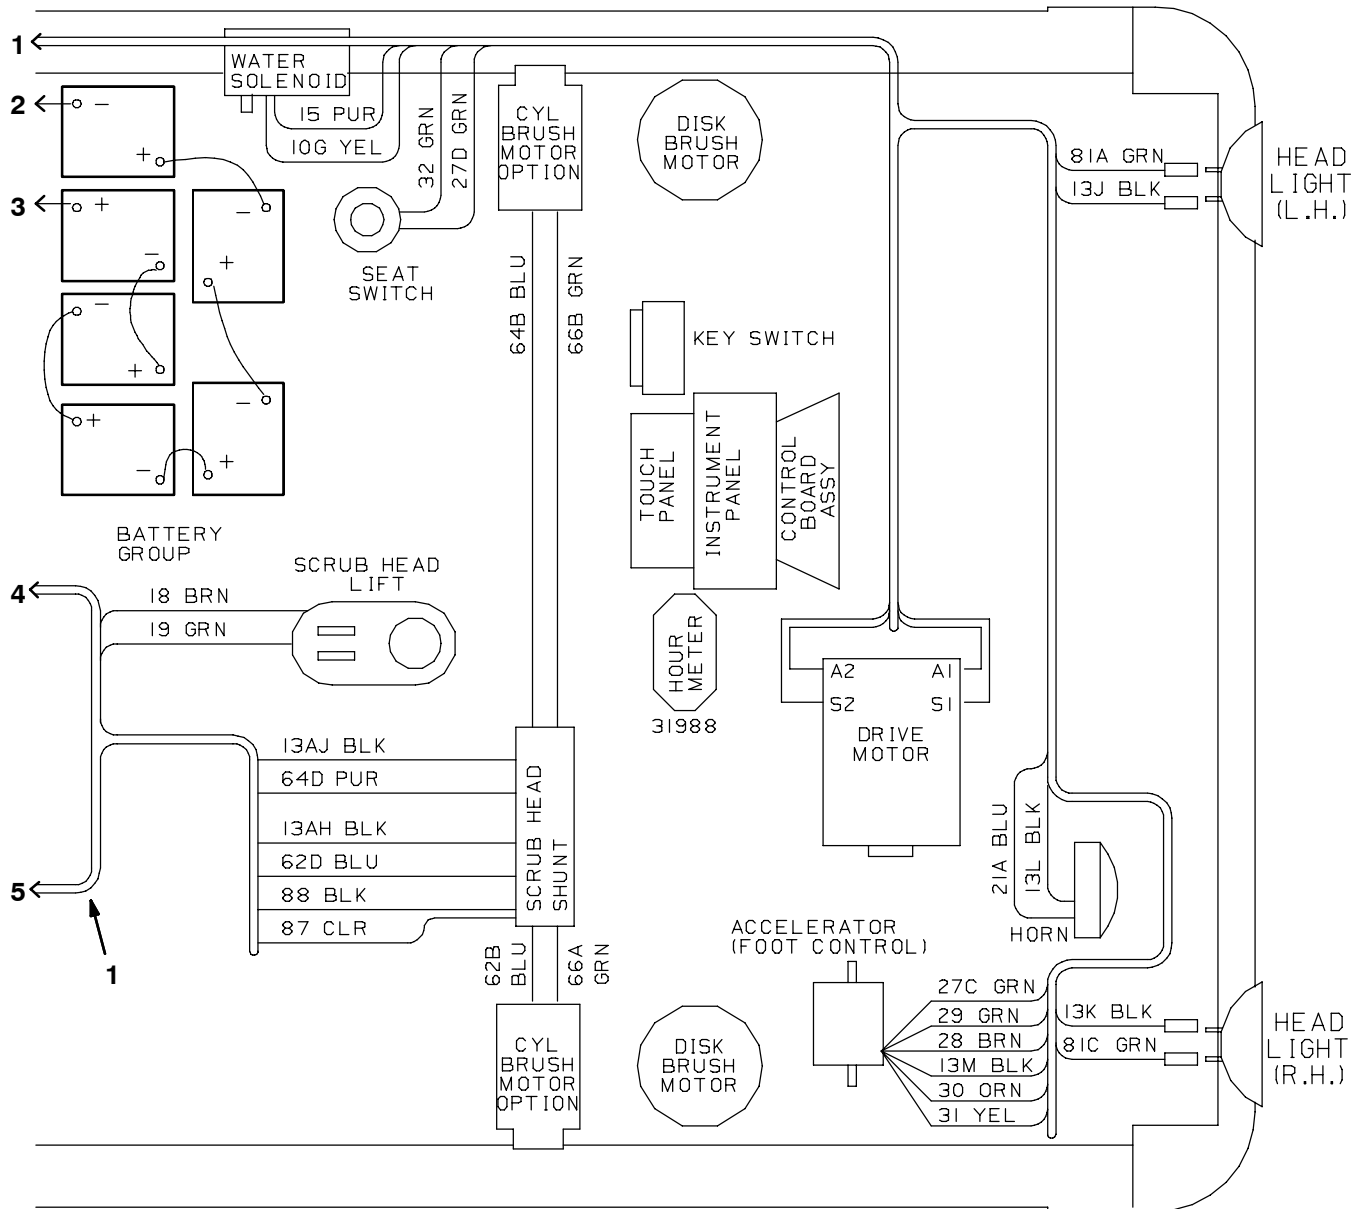 1
WATER
SOLENOID
2
−
+
15 PUR
10G YEL
32 GRN
27D GRN
CYL
BRUSH
MOTOR
OPTION
DISK
BRUSH
MOTOR
81A GRN
13J BLK
HEAD
LIGHT
(L.H.)
3
+
−
−
+
SEAT
SWITCH
64B BLU
66B GRN
−
+
KEY SWITCH
+
−
−
+
BATTERY
GROUP
TOUCH
PANEL
INSTRUMENT
PANEL
CONTROL
BOARD
ASSY
SCRUB HEAD
LIFT
4
18 BRN
19 GRN
HOUR
METER
31988
A2
A1
S2
S1
DRIVE
MOTOR
13AJ BLK
64D PUR
13AH BLK
62D BLU
88 BLK
87 CLR
SCRUB HEAD
SHUNT
5
1
21A BLU
13L BLK
HORN
62B
BLU
66A
GRN
ACCELERATOR
(FOOT CONTROL)
27C GRN
29 GRN
28 BRN
13M BLK
30 ORN
31 YEL
13K BLK
81C GRN
HEAD
LIGHT
(R.H.)
CYL
BRUSH
MOTOR
OPTION
DISK
BRUSH
MOTOR